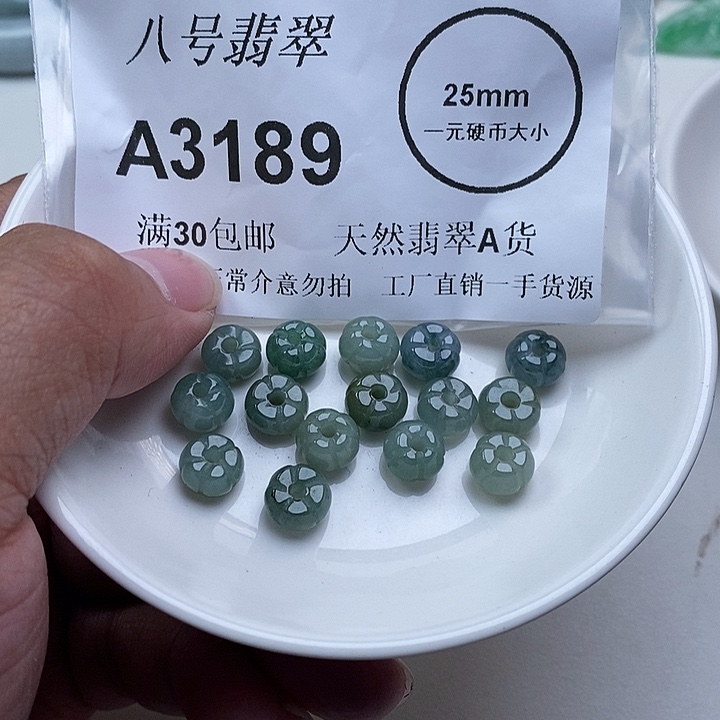 八号翡翠
25mm
一元硬币大小
A3189
满30包邮 天然翡翠A货
常介意勿拍 工厂直销一手货源